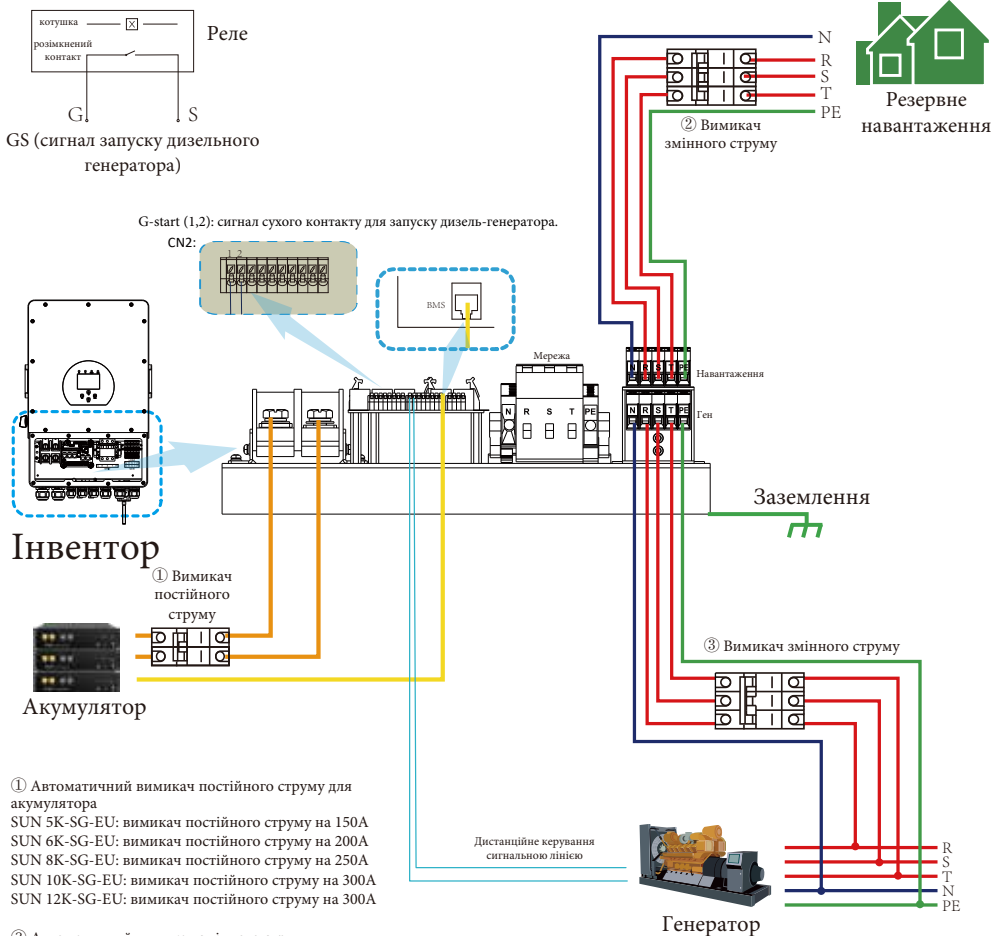 котушка
X
розімкнений
контакт
Реле
G
S
GS (сигнал запуску дизельного
генератора)
N
R
S
T
PE
Резервне
навантаження
② Вимикач
змінного струму
G-start (1,2): сигнал сухого контакту для запуску дизель-генератора.
CN2:
1 2
BMS
Мережа
N R S T PE
N R S T PE
Навантаження
N R S T PE
Ген
Заземлення
Інвентор
① Вимикач
постійного
струму
Акумулятор
③ Вимикач змінного струму
① Автоматичний вимикач постійного струму для
акумулятора
SUN 5K-SG-EU: вимикач постійного струму на 150А
SUN 6K-SG-EU: вимикач постійного струму на 200А
SUN 8K-SG-EU: вимикач постійного струму на 250А
SUN 10K-SG-EU: вимикач постійного струму на 300А
SUN 12K-SG-EU: вимикач постійного струму на 300А
Дистанційне керування
сигнальною лінією
R
S
T
N
PE
Генератор